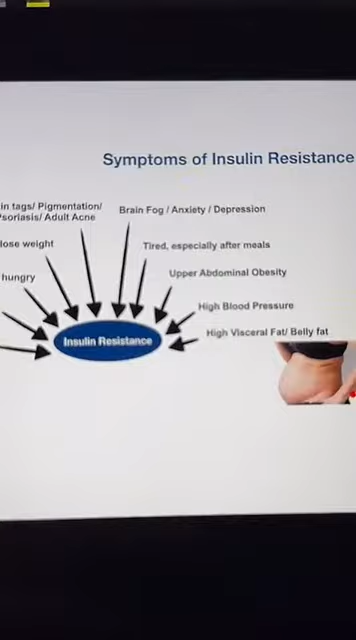 Symptoms of Insulin Resistance
in tags/ Pigmentation/
soriasis/ Adult Acne
Brain Fog / Anxiety / Depression
lose weight
Tired, especially after meals
hungry
Upper Abdominal Obesity
High Blood Pressure
High Visceral Fat/ Belly fat
Insulin Resistance